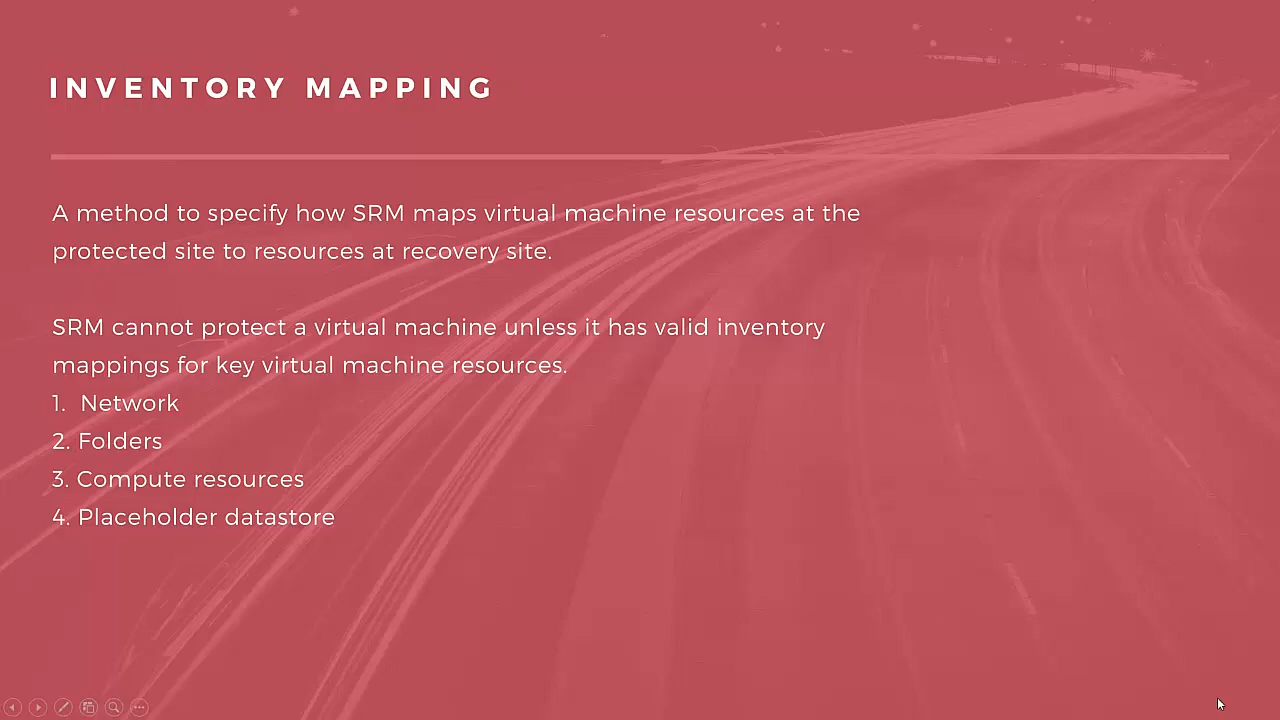 INVENTORY MAPPING
A method to specify how SRM maps virtual machine resources at the
protected site to resources at recovery site.
SRM cannot protect a virtual machine unless it has valid inventory
mappings for key virtual machine resources.
1. Network
2. Folders
3. Compute resources
4. Placeholder datastore